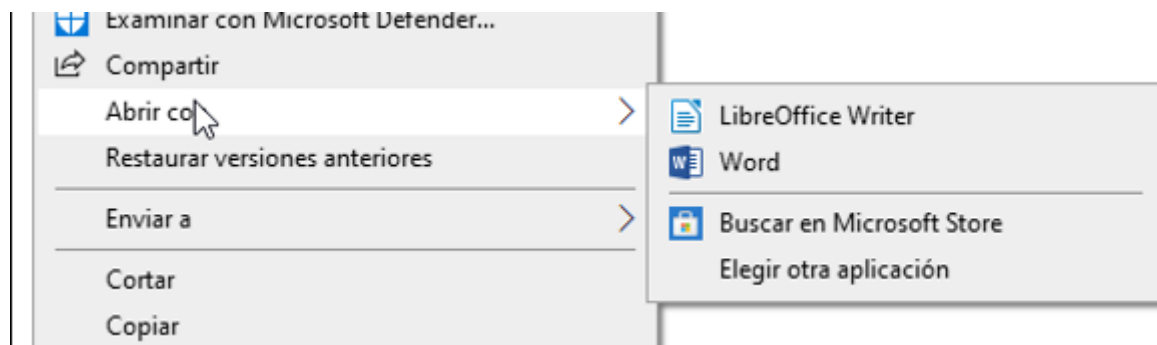 Examinar con Microsoft Defender...
Compartir
Abrir co
Restaurar versiones anteriores
Enviar a
Cortar
Copiar
LibreOffice Writer
Word
Buscar en Microsoft Store
Elegir otra aplicación